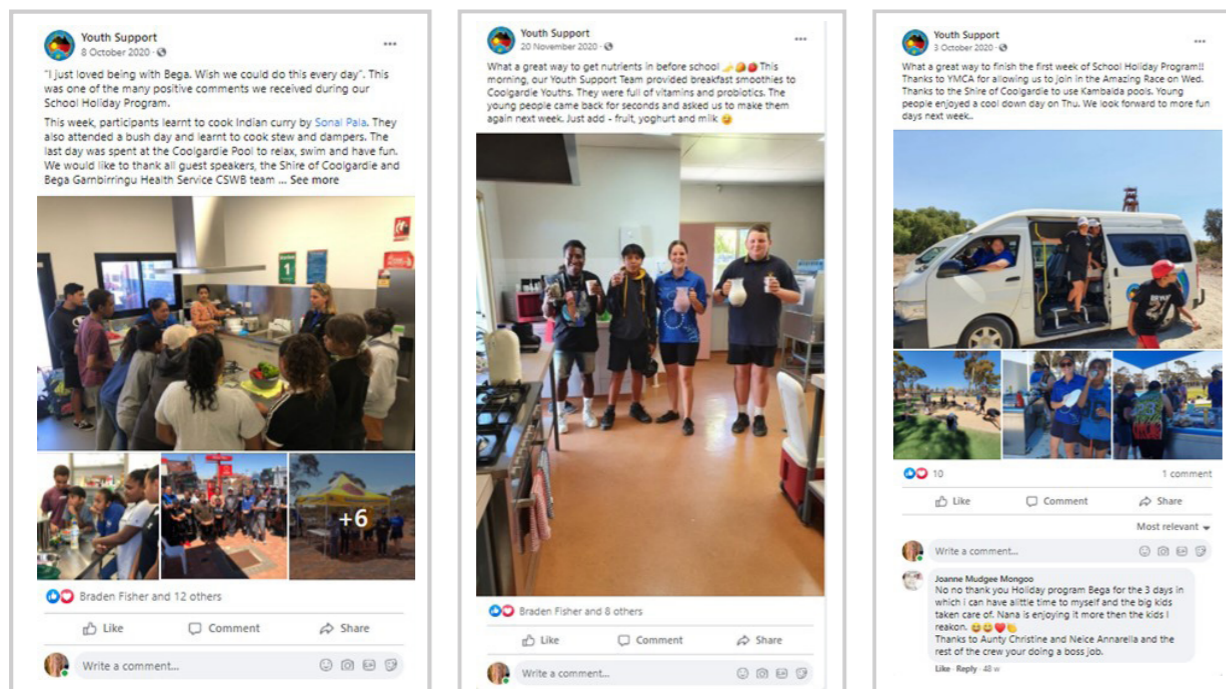 Youth Support
8 October 2020 ·
"I just loved being with Bega. Wish we could do this every day". This
was one of the many positive comments we received during our
School Holiday Program.
This week, participants learnt to cook Indian curry by Sonal Pala. They
also attended a bush day and learnt to cook stew and dampers. The
last day was spent at the Coolgardie Pool to relax, swim and have fun.
We would like to thank all guest speakers, the Shire of Coolgardie and
Bega Garnbirringu Health Service CSWB team ... See more
1
+6
Braden Fisher and 12 others
Like Comment Share
Write a comment...
Youth Support
20 November 2020 ·
What a great way to get nutrients in before school 🍌🥭🍓 This
morning, our Youth Support Team provided breakfast smoothies to
Coolgardie Youths. They were full of vitamins and probiotics. The
young people came back for seconds and asked us to make them
again next week. Just add - fruit, yoghurt and milk 😊
Braden Fisher and 8 others
Like Comment Share
Write a comment...
Youth Support
3 October 2020 ·
What a great way to finish the first week of School Holiday Program!!
Thanks to YMCA for allowing us to join in the Amazing Race on Wed.
Thanks to the Shire of Coolgardie to use Kambalda pools. Young
people enjoyed a cool down day on Thu. We look forward to more fun
days next week..
10 1 comment
Like Comment Share
Most relevant
Write a comment...
Joanne Mudgee Mongoo
No no thank you Holiday program Bega for the 3 days in
which i can have alittle time to myself and the big kids
taken care of. Nana is enjoying it more then the kids I
reakon. 😂😅❤️👏
Thanks to Aunty Christine and Neice Annarella and the
rest of the crew your doing a boss job.
Like · Reply · 48 w